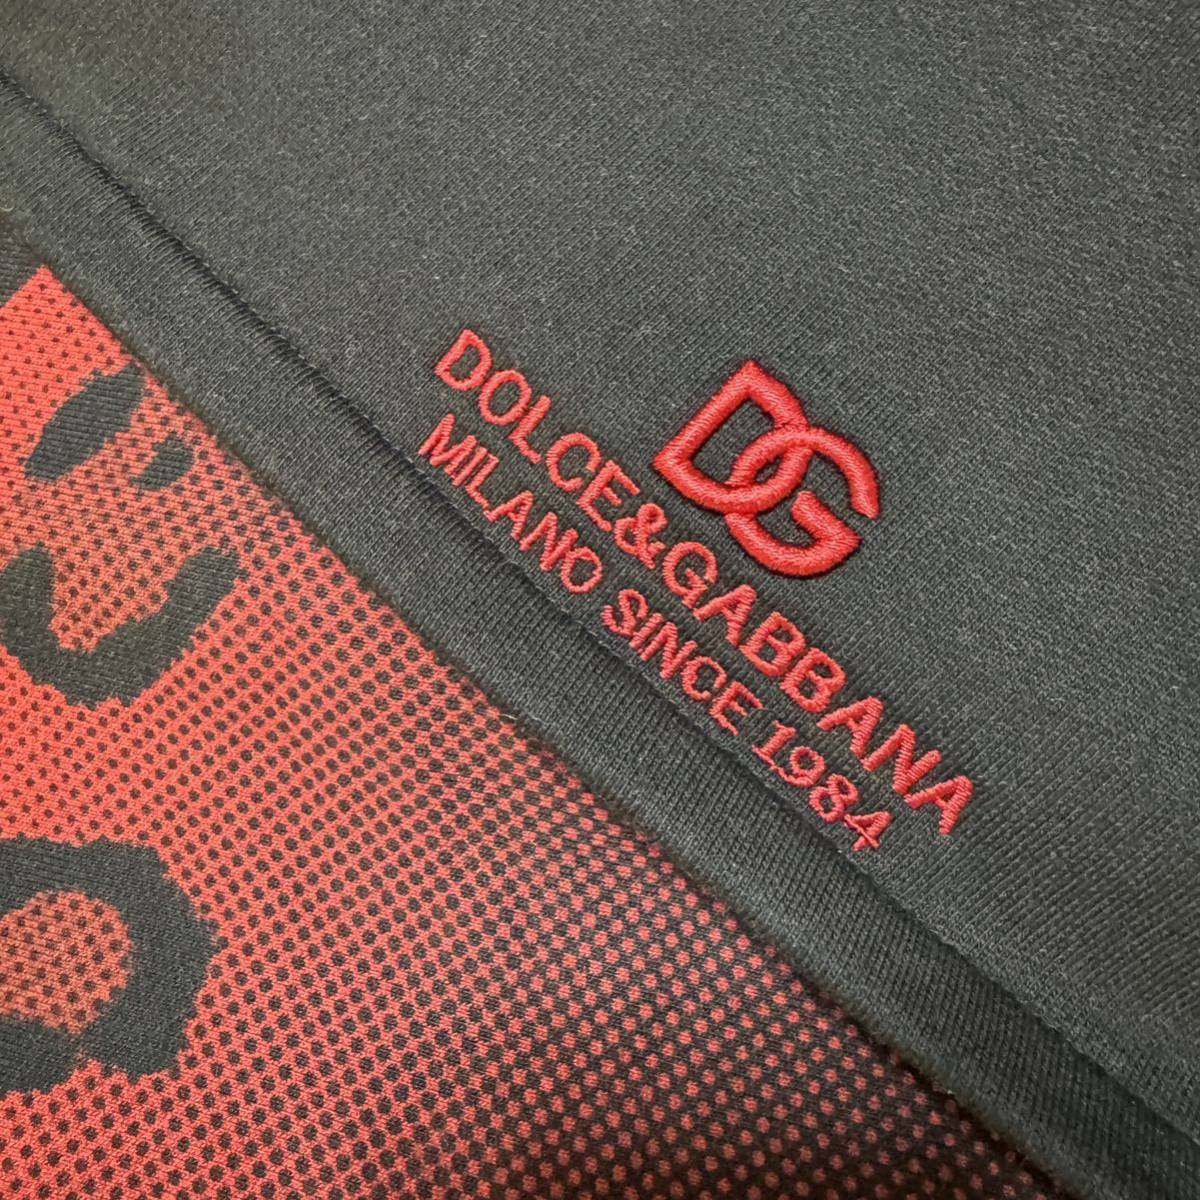 DG
DOLCE&GABBANA
MILANO SINCE 1984